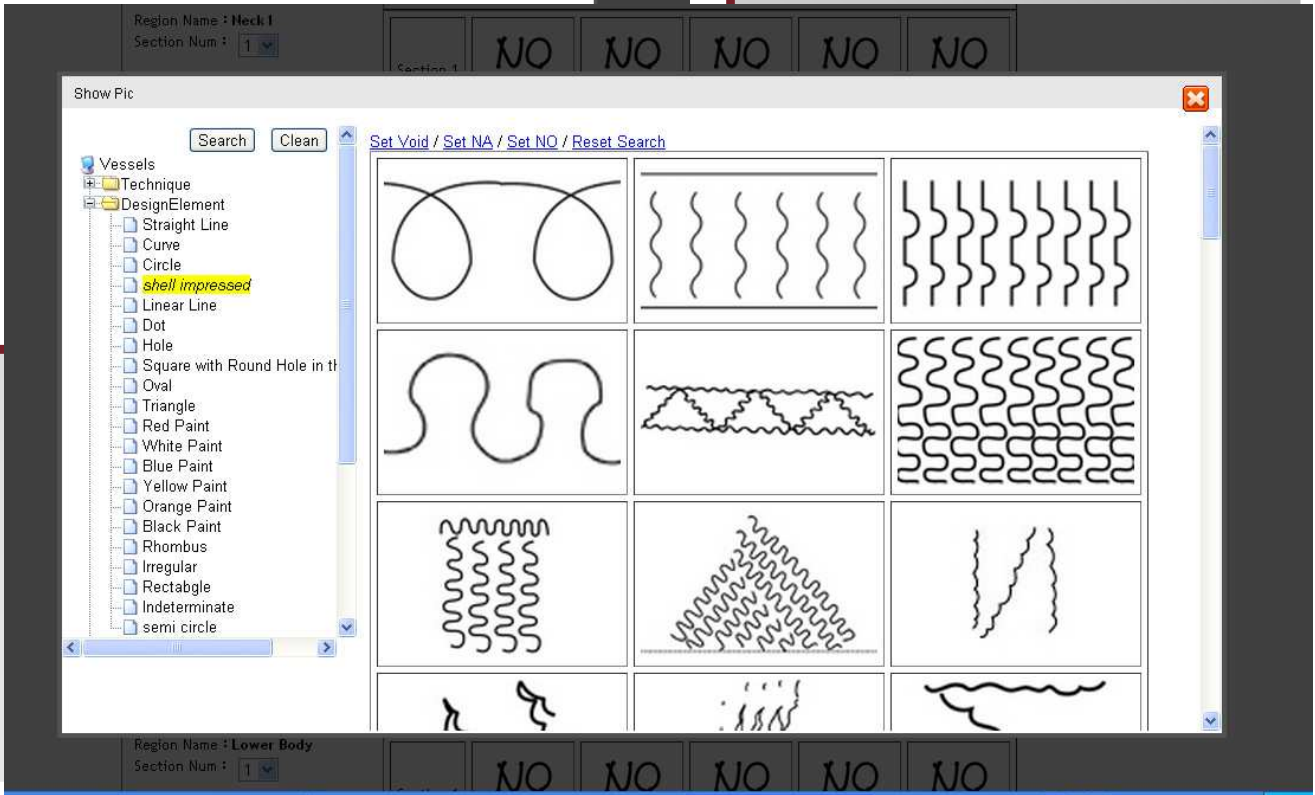 Region Name : Neck 1
Section Num : 1
Section 1 NO NO NO NO NO
Show Pic
Search Clean
Set Void / Set NA / Set NO / Reset Search
Vessels
Technique
DesignElement
Straight Line
Curve
Circle
shell impressed
Linear Line
Dot
Hole
Square with Round Hole in
Oval
Triangle
Red Paint
White Paint
Blue Paint
Yellow Paint
Orange Paint
Black Paint
Rhombus
Irregular
Rectabgle
Indeterminate
semi circle
Region Name : Lower Body
Section Num : 1
NO NO NO NO NO